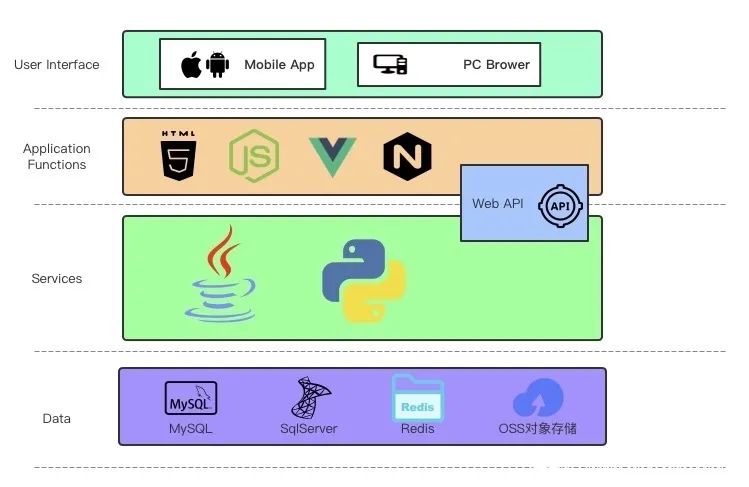 User Interface
Mobile App
PC Brower
Application
Functions
HTML
5
JS
N
Web API
API
Services
Data
MySQL
MySQL
SqlServer
Redis
Redis
OSS对象存储